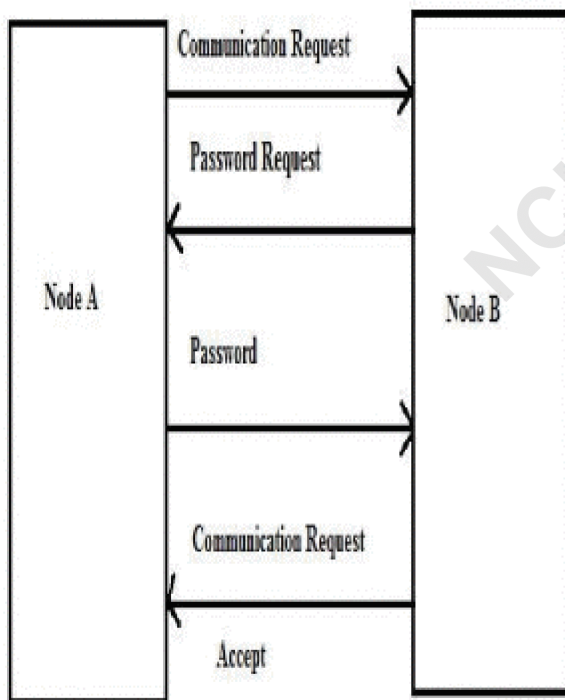 Communication Request
Password Request
Node A
Node B
Password
Communication Request
Accept